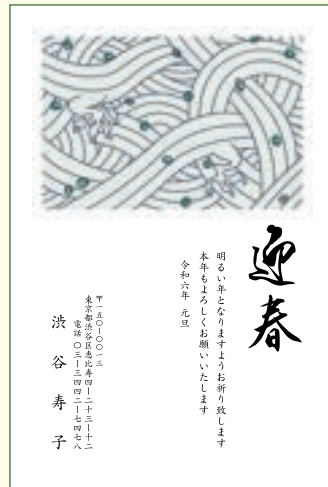 迎春
明るい年となりますようお祈り致します
本年もよろしくお願いいたします
令和六年 元旦
〒一五〇-〇〇一三
東京都渋谷区恵比寿四-二十三-十二
電話 〇三-三四四二-七四七八
渋谷寿子